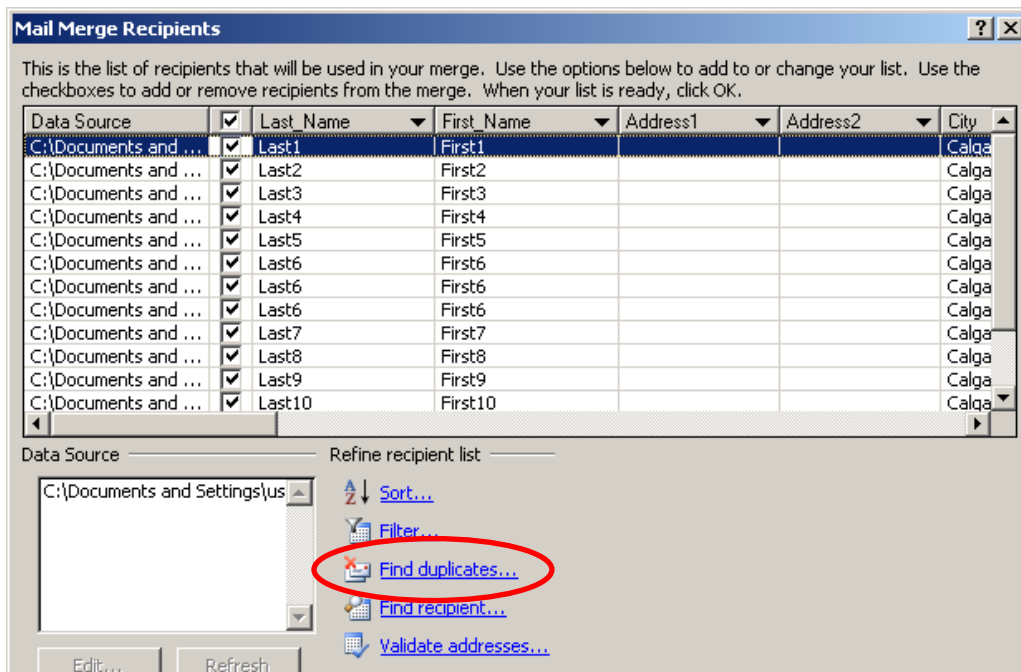 Mail Merge Recipients
This is the list of recipients that will be used in your merge. Use the options below to add to or change your list. Use the
checkboxes to add or remove recipients from the merge. When your list is ready, click OK.
Data Source Last_Name First_Name Address1 Address2 City
C:\Documents and ... Last1 First1 Calga
C:\Documents and ... Last2 First2 Calga
C:\Documents and ... Last3 First3 Calga
C:\Documents and ... Last4 First4 Calga
C:\Documents and ... Last5 First5 Calga
C:\Documents and ... Last6 First6 Calga
C:\Documents and ... Last6 First6 Calga
C:\Documents and ... Last6 First6 Calga
C:\Documents and ... Last7 First7 Calga
C:\Documents and ... Last8 First8 Calga
C:\Documents and ... Last9 First9 Calga
C:\Documents and ... Last10 First10 Calga
Data Source Refine recipient list
C:\Documents and Settings\us
Sort...
Filter...
Find duplicates...
Find recipient...
Validate addresses...
Edit... Refresh